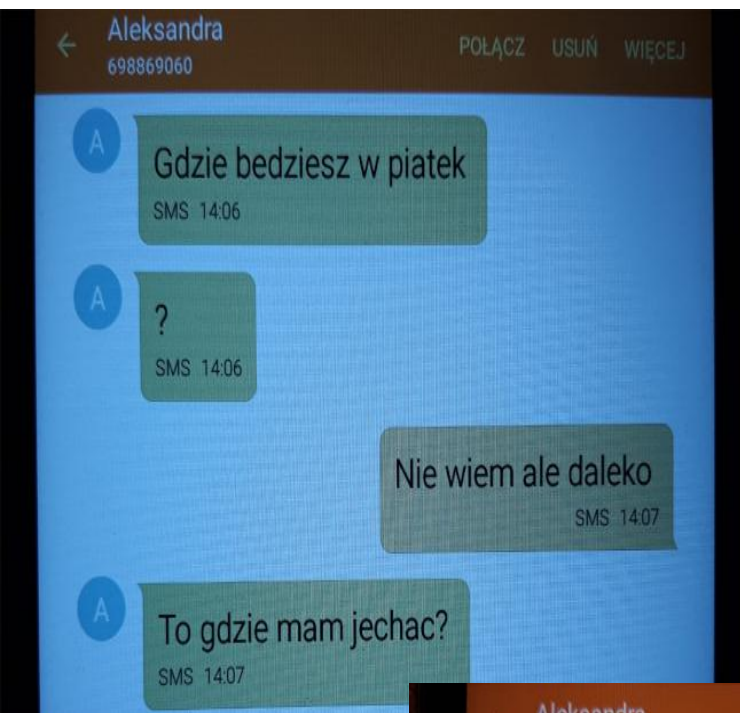 ←
Aleksandra
698869060
POŁĄCZ USUŃ WIĘCEJ
A
Gdzie bedziesz w piatek
SMS 14:06
A
?
SMS 14:06
Nie wiem ale daleko
SMS 14:07
A
To gdzie mam jechac?
SMS 14:07
Aleksandra